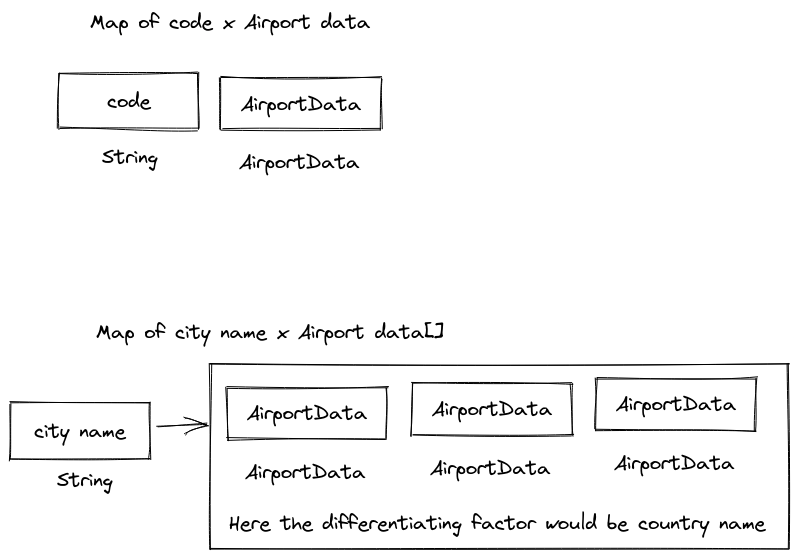 Map of code x Airport data
code
AirportData
String
AirportData
Map of city name x Airport data[]
AirportData
AirportData
AirportData
city name
AirportData
AirportData
AirportData
String
Here the differentiating factor would be country name